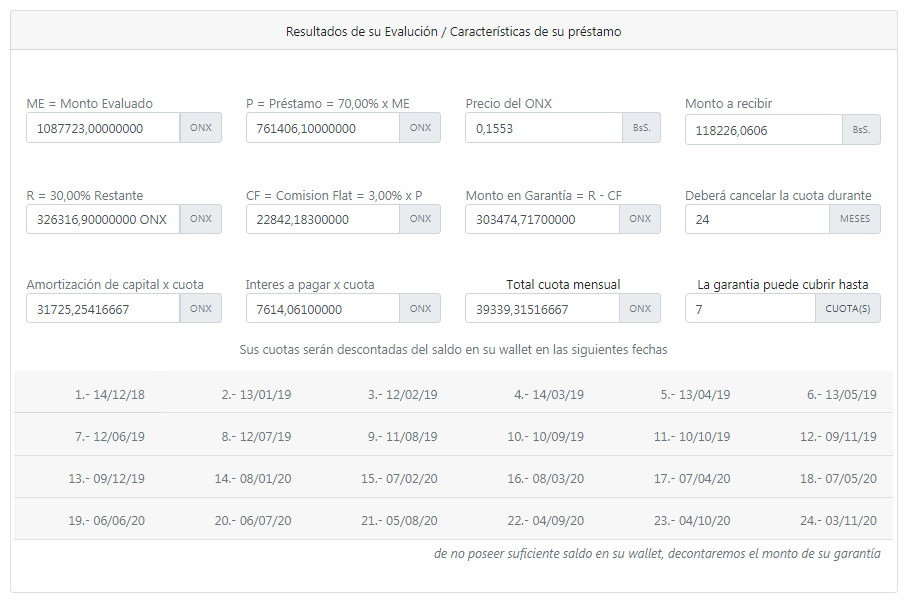 Resultados de su Evalución / Características de su préstamo
ME = Monto Evaluado P = Préstamo = 70,00% x ME Precio del ONX Monto a recibir
1087723,00000000 ONX 761406,10000000 ONX 0,1553 BsS. 118226,0606 BsS.
R = 30,00% Restante CF = Comision Flat = 3,00% x P Monto en Garantía = R - CF Deberá cancelar la cuota durante
326316,90000000 ONX ONX 22842,18300000 ONX 303474,71700000 ONX 24 MESES
Amortización de capital x cuota Interes a pagar x cuota Total cuota mensual La garantia puede cubrir hasta
31725,25416667 ONX 7614,06100000 ONX 39339,31516667 ONX 7 CUOTA(S)
Sus cuotas serán descontadas del saldo en su wallet en las siguientes fechas
1.- 14/12/18 2.- 13/01/19 3.- 12/02/19 4.- 14/03/19 5.- 13/04/19 6.- 13/05/19
7.- 12/06/19 8.- 12/07/19 9.- 11/08/19 10.- 10/09/19 11.- 10/10/19 12.- 09/11/19
13.- 09/12/19 14.- 08/01/20 15.- 07/02/20 16.- 08/03/20 17.- 07/04/20 18.- 07/05/20
19.- 06/06/20 20.- 06/07/20 21.- 05/08/20 22.- 04/09/20 23.- 04/10/20 24.- 03/11/20
de no poseer suficiente saldo en su wallet, decontaremos el monto de su garantía